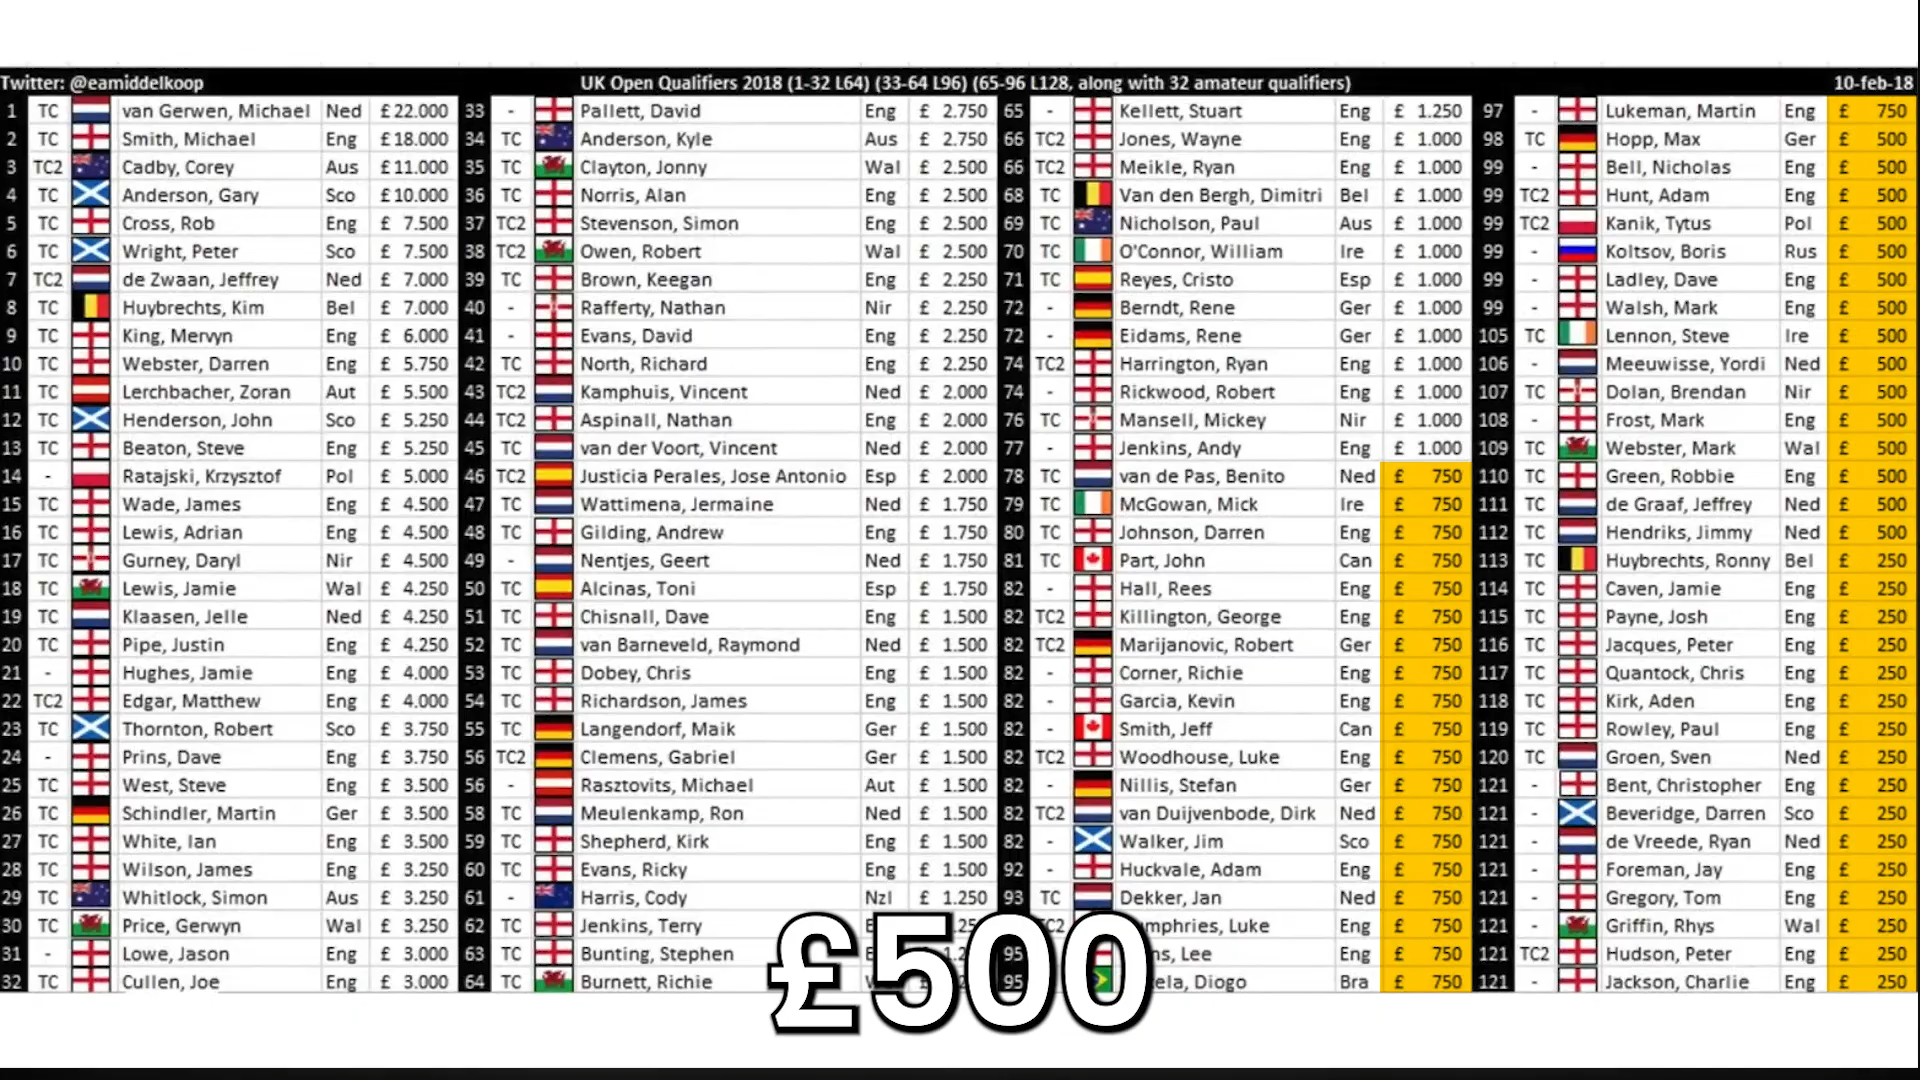 Twitter: @eamiddelkoop UK Open Qualifiers 2018 (1-32 L64) (33-64 L96) (65-96 L128, along with 32 amateur qualifiers) 10-feb-18
1 TC van Gerwen, Michael Ned £ 22.000 33 - Pallett, David Eng £ 2.750 65 - Kellett, Stuart Eng £ 1.250 97 - Lukeman, Martin Eng £ 750
2 TC Smith, Michael Eng £ 18.000 34 TC Anderson, Kyle Aus £ 2.750 66 TC2 Jones, Wayne Eng £ 1.000 98 TC Hopp, Max Ger £ 500
3 TC2 Cadby, Corey Aus £ 11.000 35 TC Clayton, Jonny Wal £ 2.500 66 TC2 Meikle, Ryan Eng £ 1.000 99 - Bell, Nicholas Eng £ 500
4 TC Anderson, Gary Sco £ 10.000 36 TC Norris, Alan Eng £ 2.500 68 TC Van den Bergh, Dimitri Bel £ 1.000 99 TC2 Hunt, Adam Eng £ 500
5 TC Cross, Rob Eng £ 7.500 37 TC2 Stevenson, Simon Eng £ 2.500 69 TC Nicholson, Paul Aus £ 1.000 99 TC2 Kanik, Tytus Pol £ 500
6 TC Wright, Peter Sco £ 7.500 38 TC2 Owen, Robert Wal £ 2.500 70 TC O'Connor, William Ire £ 1.000 99 - Koltsov, Boris Rus £ 500
7 TC2 de Zwaan, Jeffrey Ned £ 7.000 39 TC Brown, Keegan Eng £ 2.250 71 TC Reyes, Cristo Esp £ 1.000 99 - Ladley, Dave Eng £ 500
8 TC Huybrechts, Kim Bel £ 7.000 40 - Rafferty, Nathan Nir £ 2.250 72 - Berndt, Rene Ger £ 1.000 99 - Walsh, Mark Eng £ 500
9 TC King, Mervyn Eng £ 6.000 41 - Evans, David Eng £ 2.250 72 - Eidams, Rene Ger £ 1.000 105 TC Lennon, Steve Ire £ 500
10 TC Webster, Darren Eng £ 5.750 42 TC North, Richard Eng £ 2.250 74 TC2 Harrington, Ryan Eng £ 1.000 106 - Meeuwisse, Yordi Ned £ 500
11 TC Lerchbacher, Zoran Aut £ 5.500 43 TC2 Kamphuis, Vincent Ned £ 2.000 74 - Rickwood, Robert Eng £ 1.000 107 TC Dolan, Brendan Nir £ 500
12 TC Henderson, John Sco £ 5.250 44 TC2 Aspinall, Nathan Eng £ 2.000 76 TC Mansell, Mickey Nir £ 1.000 108 - Frost, Mark Eng £ 500
13 TC Beaton, Steve Eng £ 5.250 45 TC van der Voort, Vincent Ned £ 2.000 77 - Jenkins, Andy Eng £ 1.000 109 TC Webster, Mark Wal £ 500
14 - Ratajski, Krzysztof Pol £ 5.000 46 TC2 Justicia Perales, Jose Antonio Esp £ 2.000 78 TC van de Pas, Benito Ned £ 750 110 TC Green, Robbie Eng £ 500
15 TC Wade, James Eng £ 4.500 47 TC Wattimena, Jermaine Ned £ 1.750 79 TC McGowan, Mick Ire £ 750 111 TC de Graaf, Jeffrey Ned £ 500
16 TC Lewis, Adrian Eng £ 4.500 48 TC Gilding, Andrew Eng £ 1.750 80 TC Johnson, Darren Eng £ 750 112 TC Hendriks, Jimmy Ned £ 500
17 TC Gurney, Daryl Nir £ 4.500 49 - Nentjes, Geert Ned £ 1.750 81 TC Part, John Can £ 750 113 TC Huybrechts, Ronny Bel £ 250
18 TC Lewis, Jamie Wal £ 4.250 50 TC Alcinas, Toni Esp £ 1.750 82 - Hall, Rees Eng £ 750 114 TC Caven, Jamie Eng £ 250
19 TC Klaasen, Jelle Ned £ 4.250 51 TC Chisnall, Dave Eng £ 1.500 82 TC2 Killington, George Eng £ 750 115 TC Payne, Josh Eng £ 250
20 TC Pipe, Justin Eng £ 4.250 52 TC van Barneveld, Raymond Ned £ 1.500 82 TC2 Marijanovic, Robert Ger £ 750 116 TC Jacques, Peter Eng £ 250
21 - Hughes, Jamie Eng £ 4.000 53 TC Dobey, Chris Eng £ 1.500 82 - Corner, Richie Eng £ 750 117 TC Quantock, Chris Eng £ 250
22 TC2 Edgar, Matthew Eng £ 4.000 54 TC Richardson, James Eng £ 1.500 82 - Garcia, Kevin Eng £ 750 118 TC Kirk, Aden Eng £ 250
23 TC Thornton, Robert Sco £ 3.750 55 TC Langendorf, Maik Ger £ 1.500 82 - Smith, Jeff Can £ 750 119 TC Rowley, Paul Eng £ 250
24 - Prins, Dave Eng £ 3.750 56 TC2 Clemens, Gabriel Ger £ 1.500 82 TC2 Woodhouse, Luke Eng £ 750 120 TC Groen, Sven Ned £ 250
25 TC West, Steve Eng £ 3.500 56 - Rasztovits, Michael Aut £ 1.500 82 - Nillis, Stefan Ger £ 750 121 - Bent, Christopher Eng £ 250
26 TC Schindler, Martin Ger £ 3.500 58 TC Meulenkamp, Ron Ned £ 1.500 82 TC2 van Duijvenbode, Dirk Ned £ 750 121 - Beveridge, Darren Sco £ 250
27 TC White, Ian Eng £ 3.500 59 TC Shepherd, Kirk Eng £ 1.500 82 - Walker, Jim Sco £ 750 121 - de Vreede, Ryan Ned £ 250
28 TC Wilson, James Eng £ 3.250 60 TC Evans, Ricky Eng £ 1.500 92 - Huckvale, Adam Eng £ 750 121 - Foreman, Jay Eng £ 250
29 TC Whitlock, Simon Aus £ 3.250 61 - Harris, Cody Nzl £ 1.250 93 TC Dekker, Jan Ned £ 750 121 - Gregory, Tom Eng £ 250
30 TC Price, Gerwyn Wal £ 3.250 62 TC Jenkins, Terry Luke Eng £ 750 121 - Griffin, Rhys Wal £ 250
31 - Lowe, Jason Eng £ 3.000 63 TC Bunting, Stephen 95 Lee Eng £ 750 121 TC2 Hudson, Peter Eng £ 250
32 TC Cullen, Joe Eng £ 3.000 64 TC Burnett, Richie 95 Diogo Bra £ 750 121 - Jackson, Charlie Eng £ 250
£500